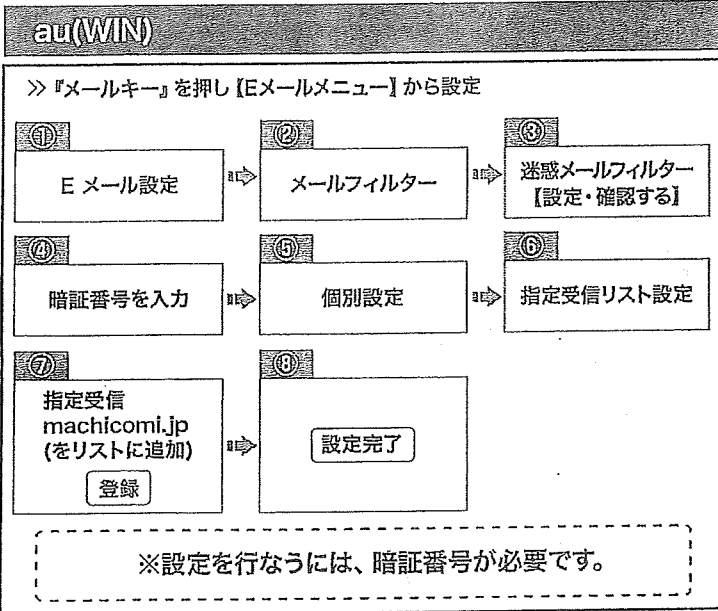 au(WIN)
≫『メールキー』を押し【Eメールメニュー】から設定
①
E メール設定
②
メールフィルター
③
迷惑メールフィルター
【設定・確認する】
④
暗証番号を入力
⑤
個別設定
⑥
指定受信リスト設定
⑦
指定受信
machicomi.jp
(をリストに追加)
登録
⑧
設定完了
※設定を行なうには、暗証番号が必要です。